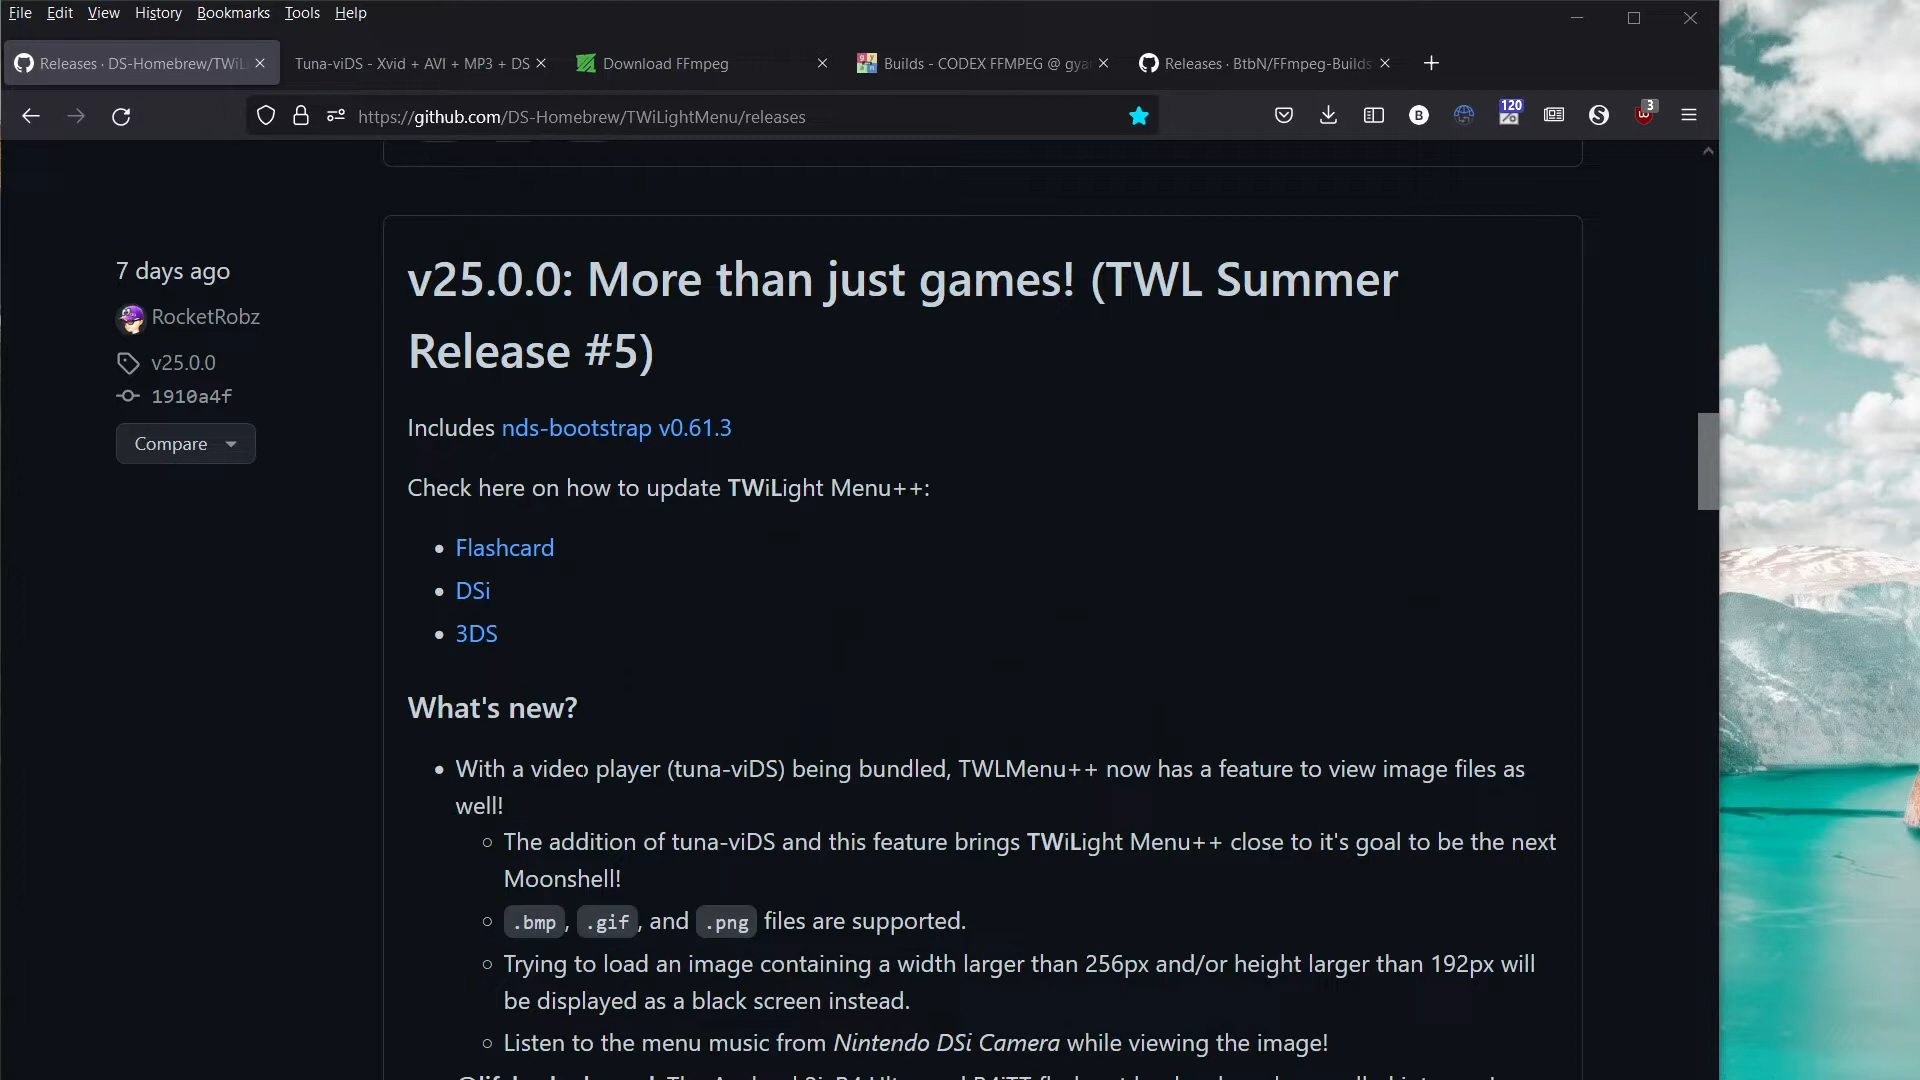 File Edit View History Bookmarks Tools Help
Releases · DS-Homebrew/TWiL
Tuna-viDS - Xvid + AVI + MP3 + DS
Download FFmpeg
Builds - CODEX FFMPEG @ gya
Releases · BtbN/FFmpeg-Builds
https://github.com/DS-Homebrew/TWiLightMenu/releases
120
3
7 days ago
RocketRobz
v25.0.0
1910a4f
Compare
v25.0.0: More than just games! (TWL Summer
Release #5)
Includes nds-bootstrap v0.61.3
Check here on how to update TWiLight Menu++:
• Flashcard
• DSi
• 3DS
What's new?
• With a video player (tuna-viDS) being bundled, TWLMenu++ now has a feature to view image files as
well!
◦ The addition of tuna-viDS and this feature brings TWiLight Menu++ close to it's goal to be the next
Moonshell!
◦ .bmp, .gif, and .png files are supported.
◦ Trying to load an image containing a width larger than 256px and/or height larger than 192px will
be displayed as a black screen instead.
◦ Listen to the menu music from Nintendo DSi Camera while viewing the image!